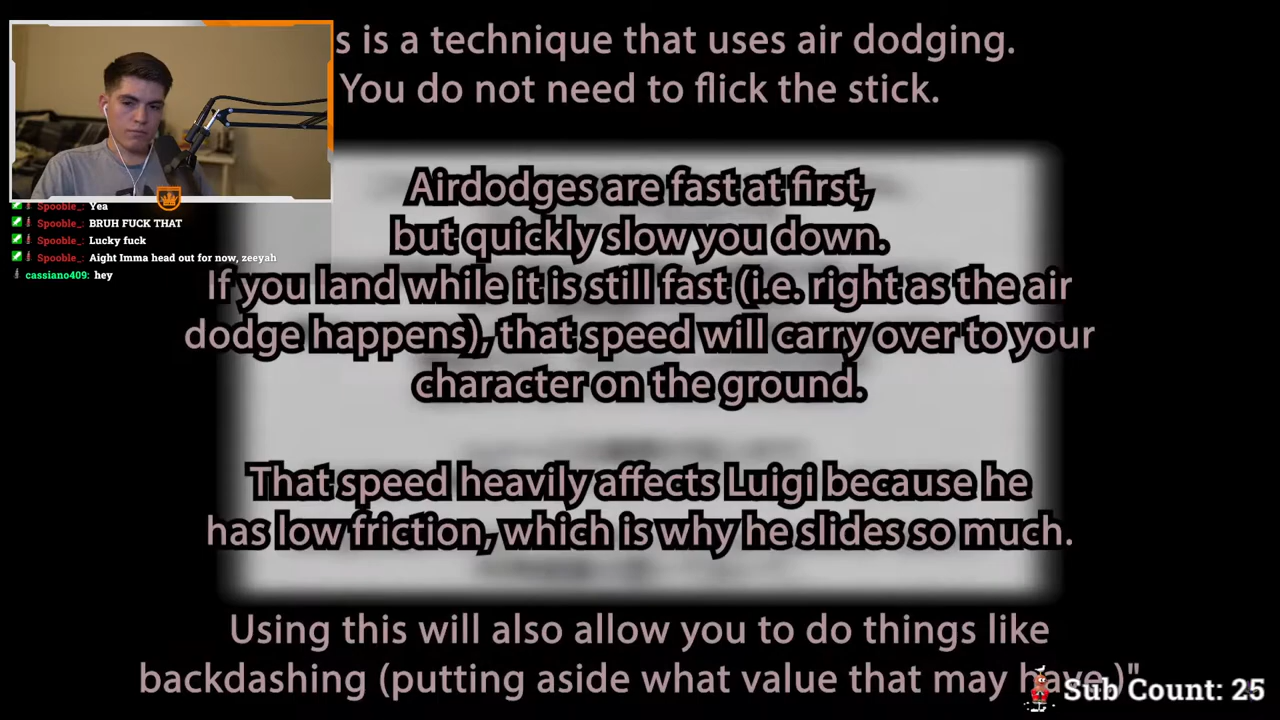 s is a technique that uses air dodging.
You do not need to flick the stick.
Airdodges are fast at first,
but quickly slow you down.
If you land while it is still fast (i.e. right as the air
dodge happens), that speed will carry over to your
character on the ground.
That speed heavily affects Luigi because he
has low friction, which is why he slides so much.
Using this will also allow you to do things like
backdashing (putting aside what value that may have.)"
Spooble_: Yea
Spooble_: BRUH FUCK THAT
Spooble_: Lucky fuck
Spooble_: Aight Imma head out for now, zeeyah
cassiano409: hey
Sub Count: 25